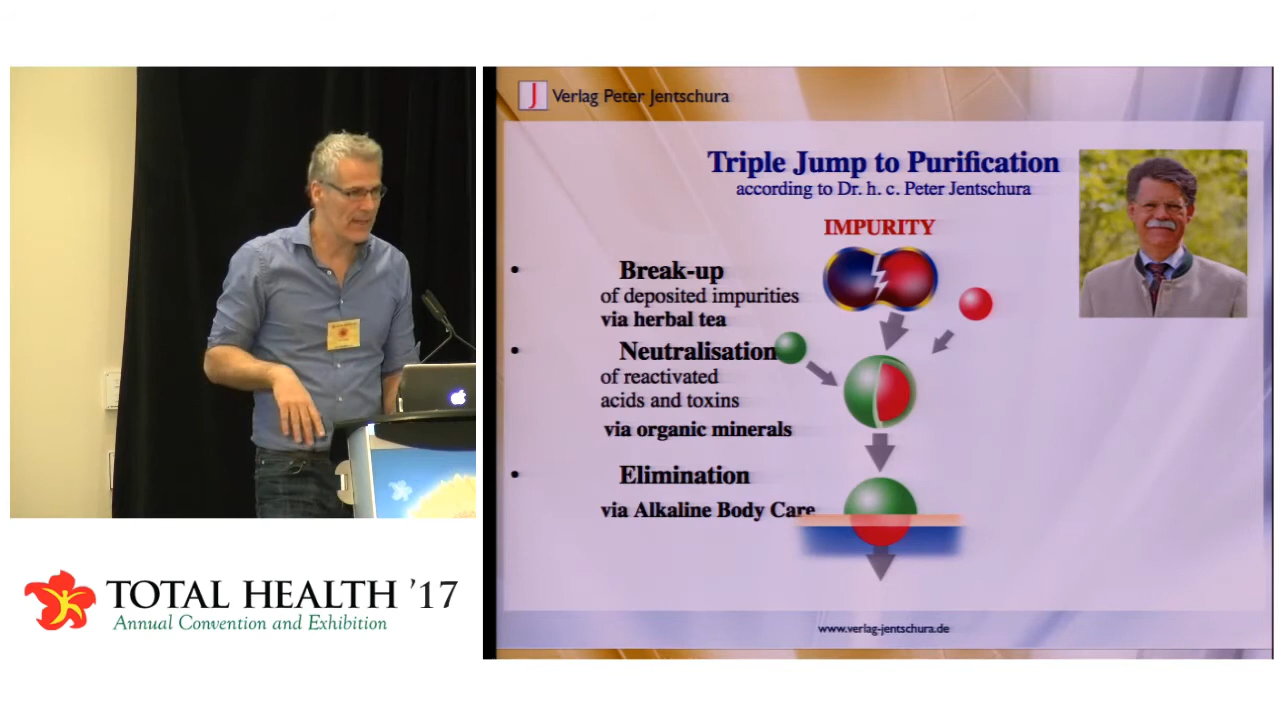 J Verlag Peter Jentschura
Triple Jump to Purification
according to Dr. h. c. Peter Jentschura
IMPURITY
• Break-up
of deposited impurities
via herbal tea
• Neutralisation
of reactivated
acids and toxins
via organic minerals
• Elimination
via Alkaline Body Care
www.verlag-jentschura.de
TOTAL HEALTH '17
Annual Convention and Exhibition